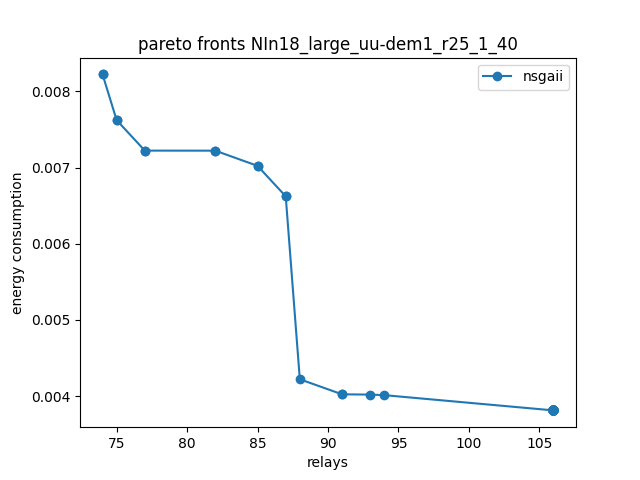 pareto fronts NIn18_large_uu-dem1_r25_1_40
nsgaii
0.008
0.007
0.006
0.005
0.004
energy consumption
75 80 85 90 95 100 105
relays